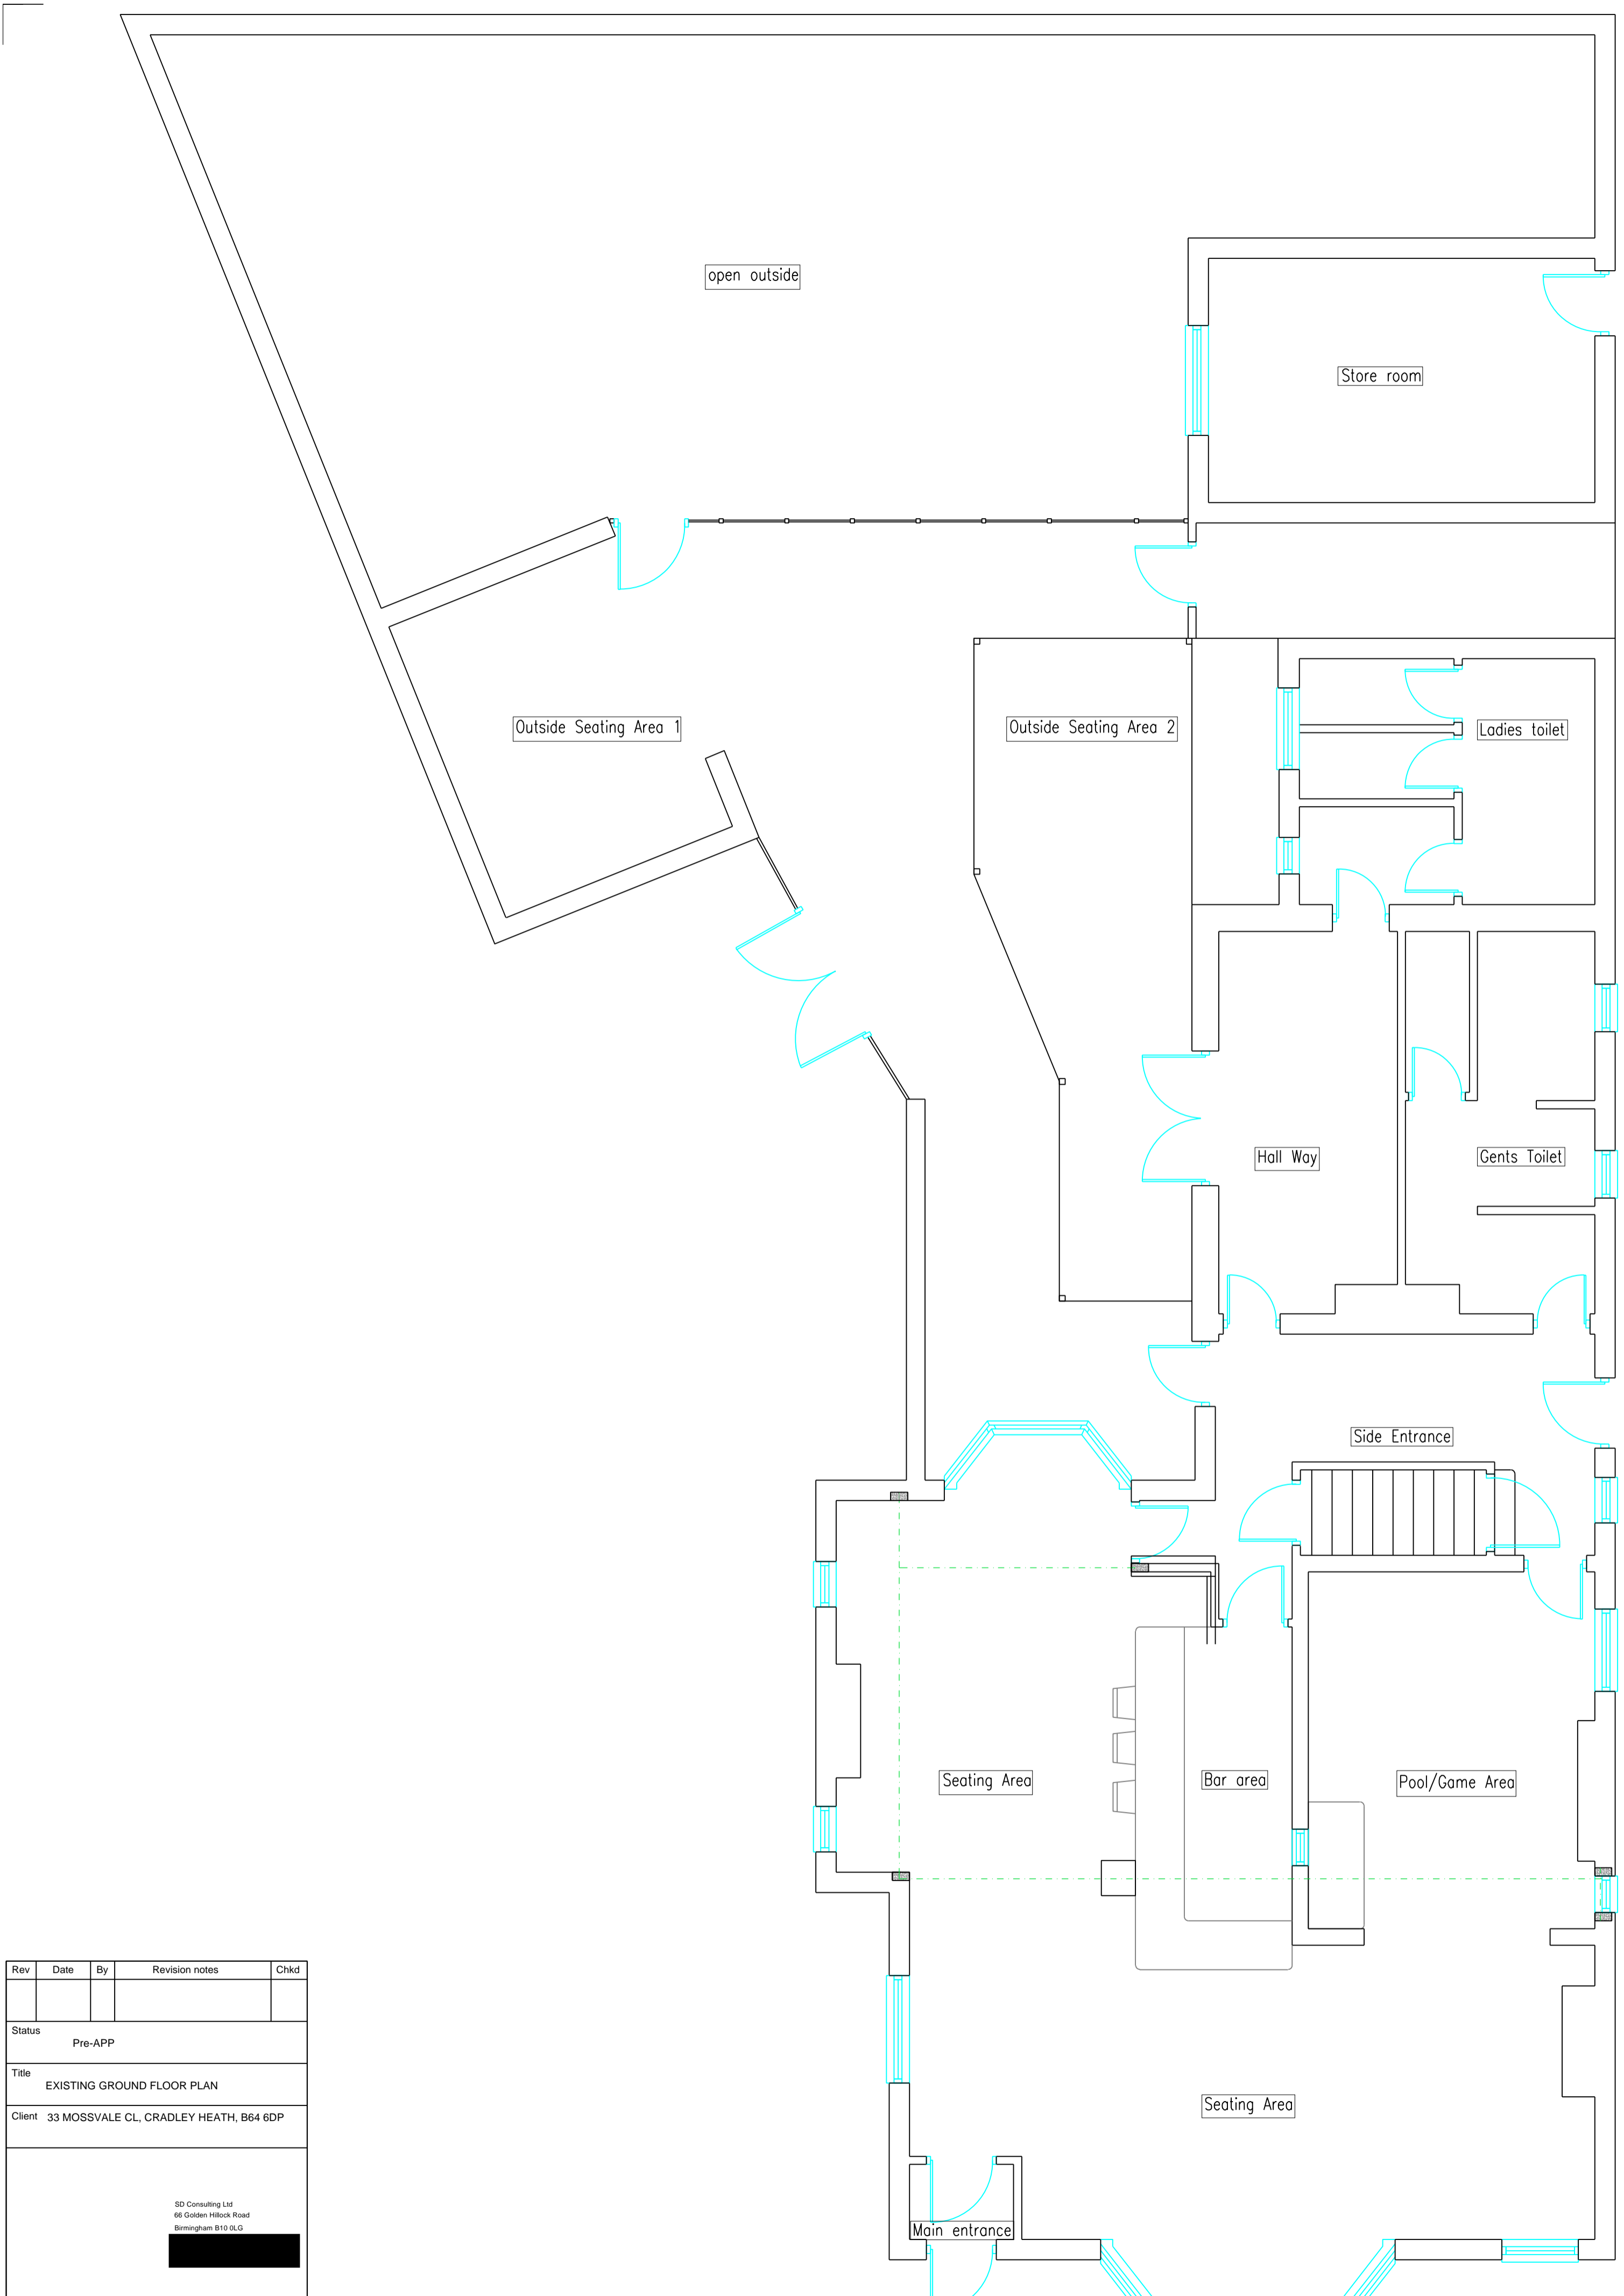 open outside
Store room
Outside Seating Area 1
Outside Seating Area 2
Ladies toilet
Hall Way
Gents Toilet
Side Entrance
Seating Area
Bar area
Pool/Game Area
Seating Area
Main entrance
Rev Date By Revision notes Chkd
Status
Pre-APP
Title
EXISTING GROUND FLOOR PLAN
Client 33 MOSSVALE CL, CRADLEY HEATH, B64 6DP
SD Consulting Ltd
66 Golden Hillock Road
Birmingham B10 0LG